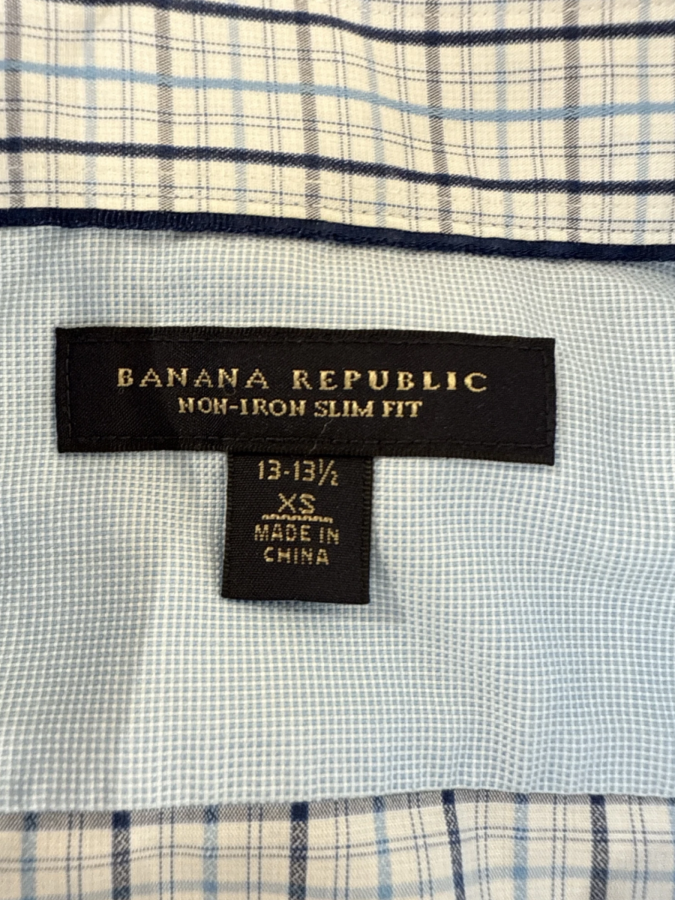 BANANA REPUBLIC
NON-IRON SLIM FIT
13-13½
XS
MADE IN
CHINA